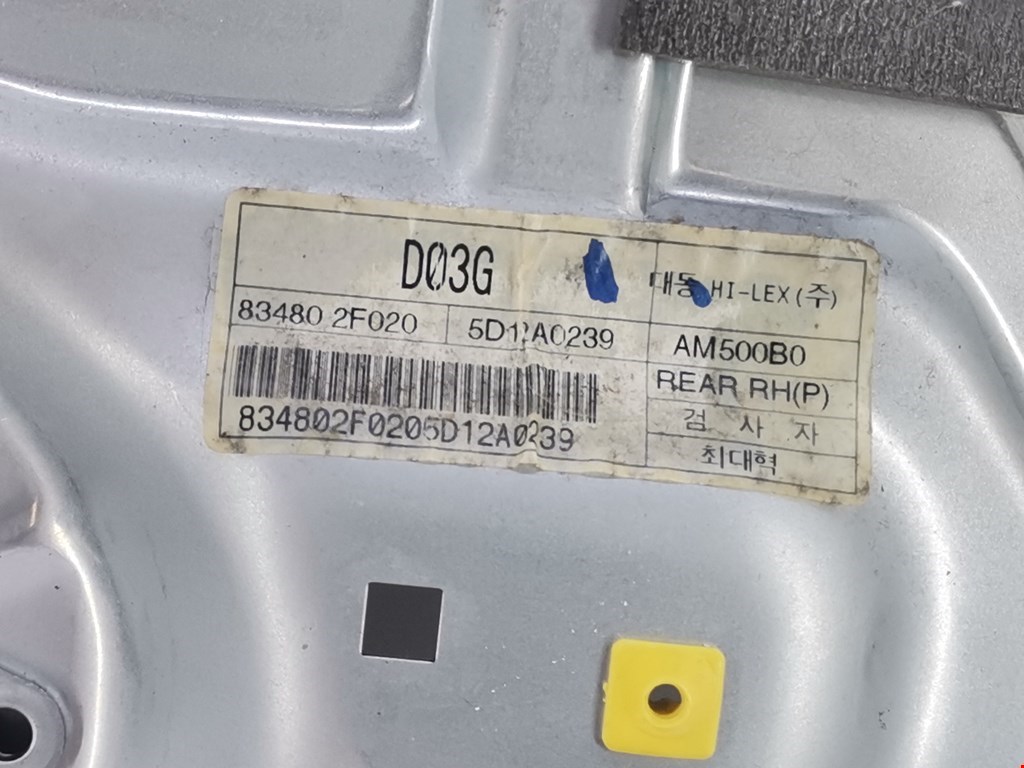 D03G
대동 HI-LEX(주)
83480 2F020
5D12A0239
AM500B0
REAR RH(P)
834802F0205D12A0239
검 사 자
최대혁